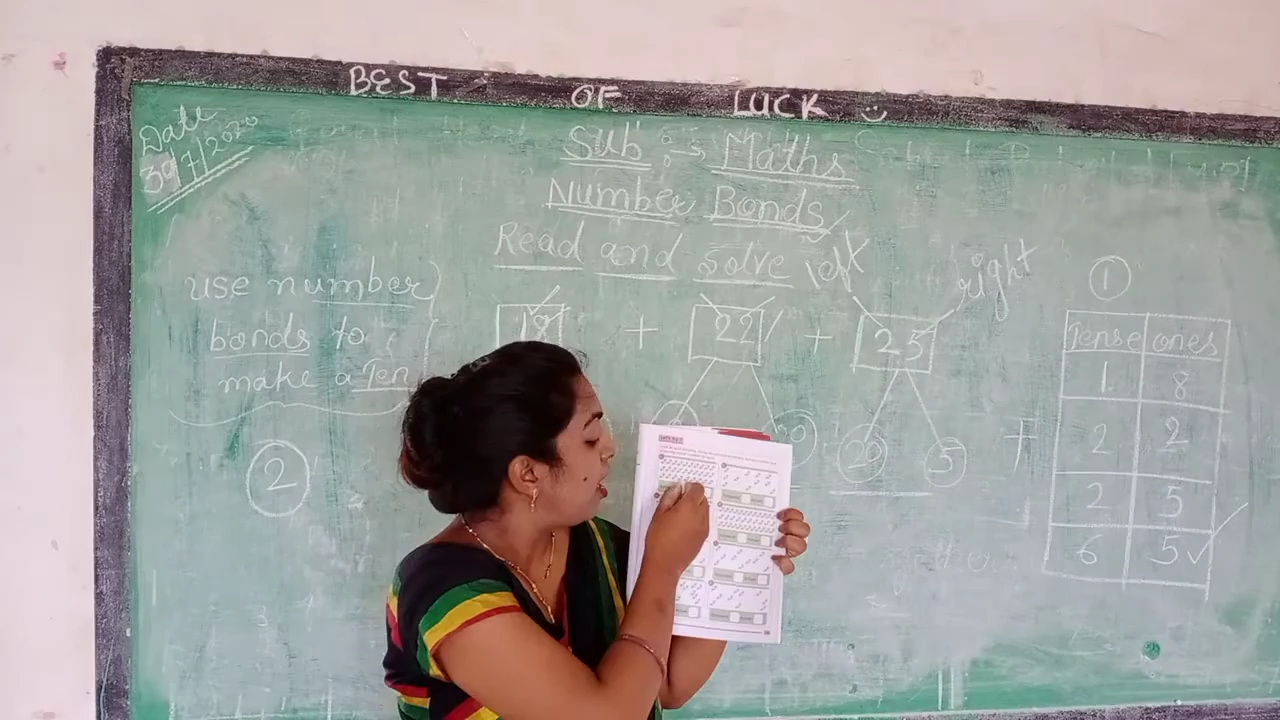 BEST OF LUCK
Date
30/7/2020
Sub :→ Maths
Number Bonds
Read and solve
left
right
use number
bonds to
make a Ten
2
18 + 22 + 25
20 5
1
Tense ones
1 8
2 2
+ 2 5
6 5